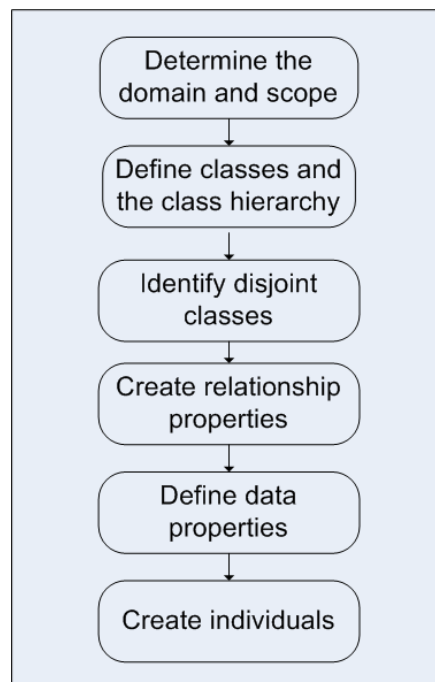 Determine the
domain and scope
Define classes and
the class hierarchy
Identify disjoint
classes
Create relationship
properties
Define data
properties
Create individuals